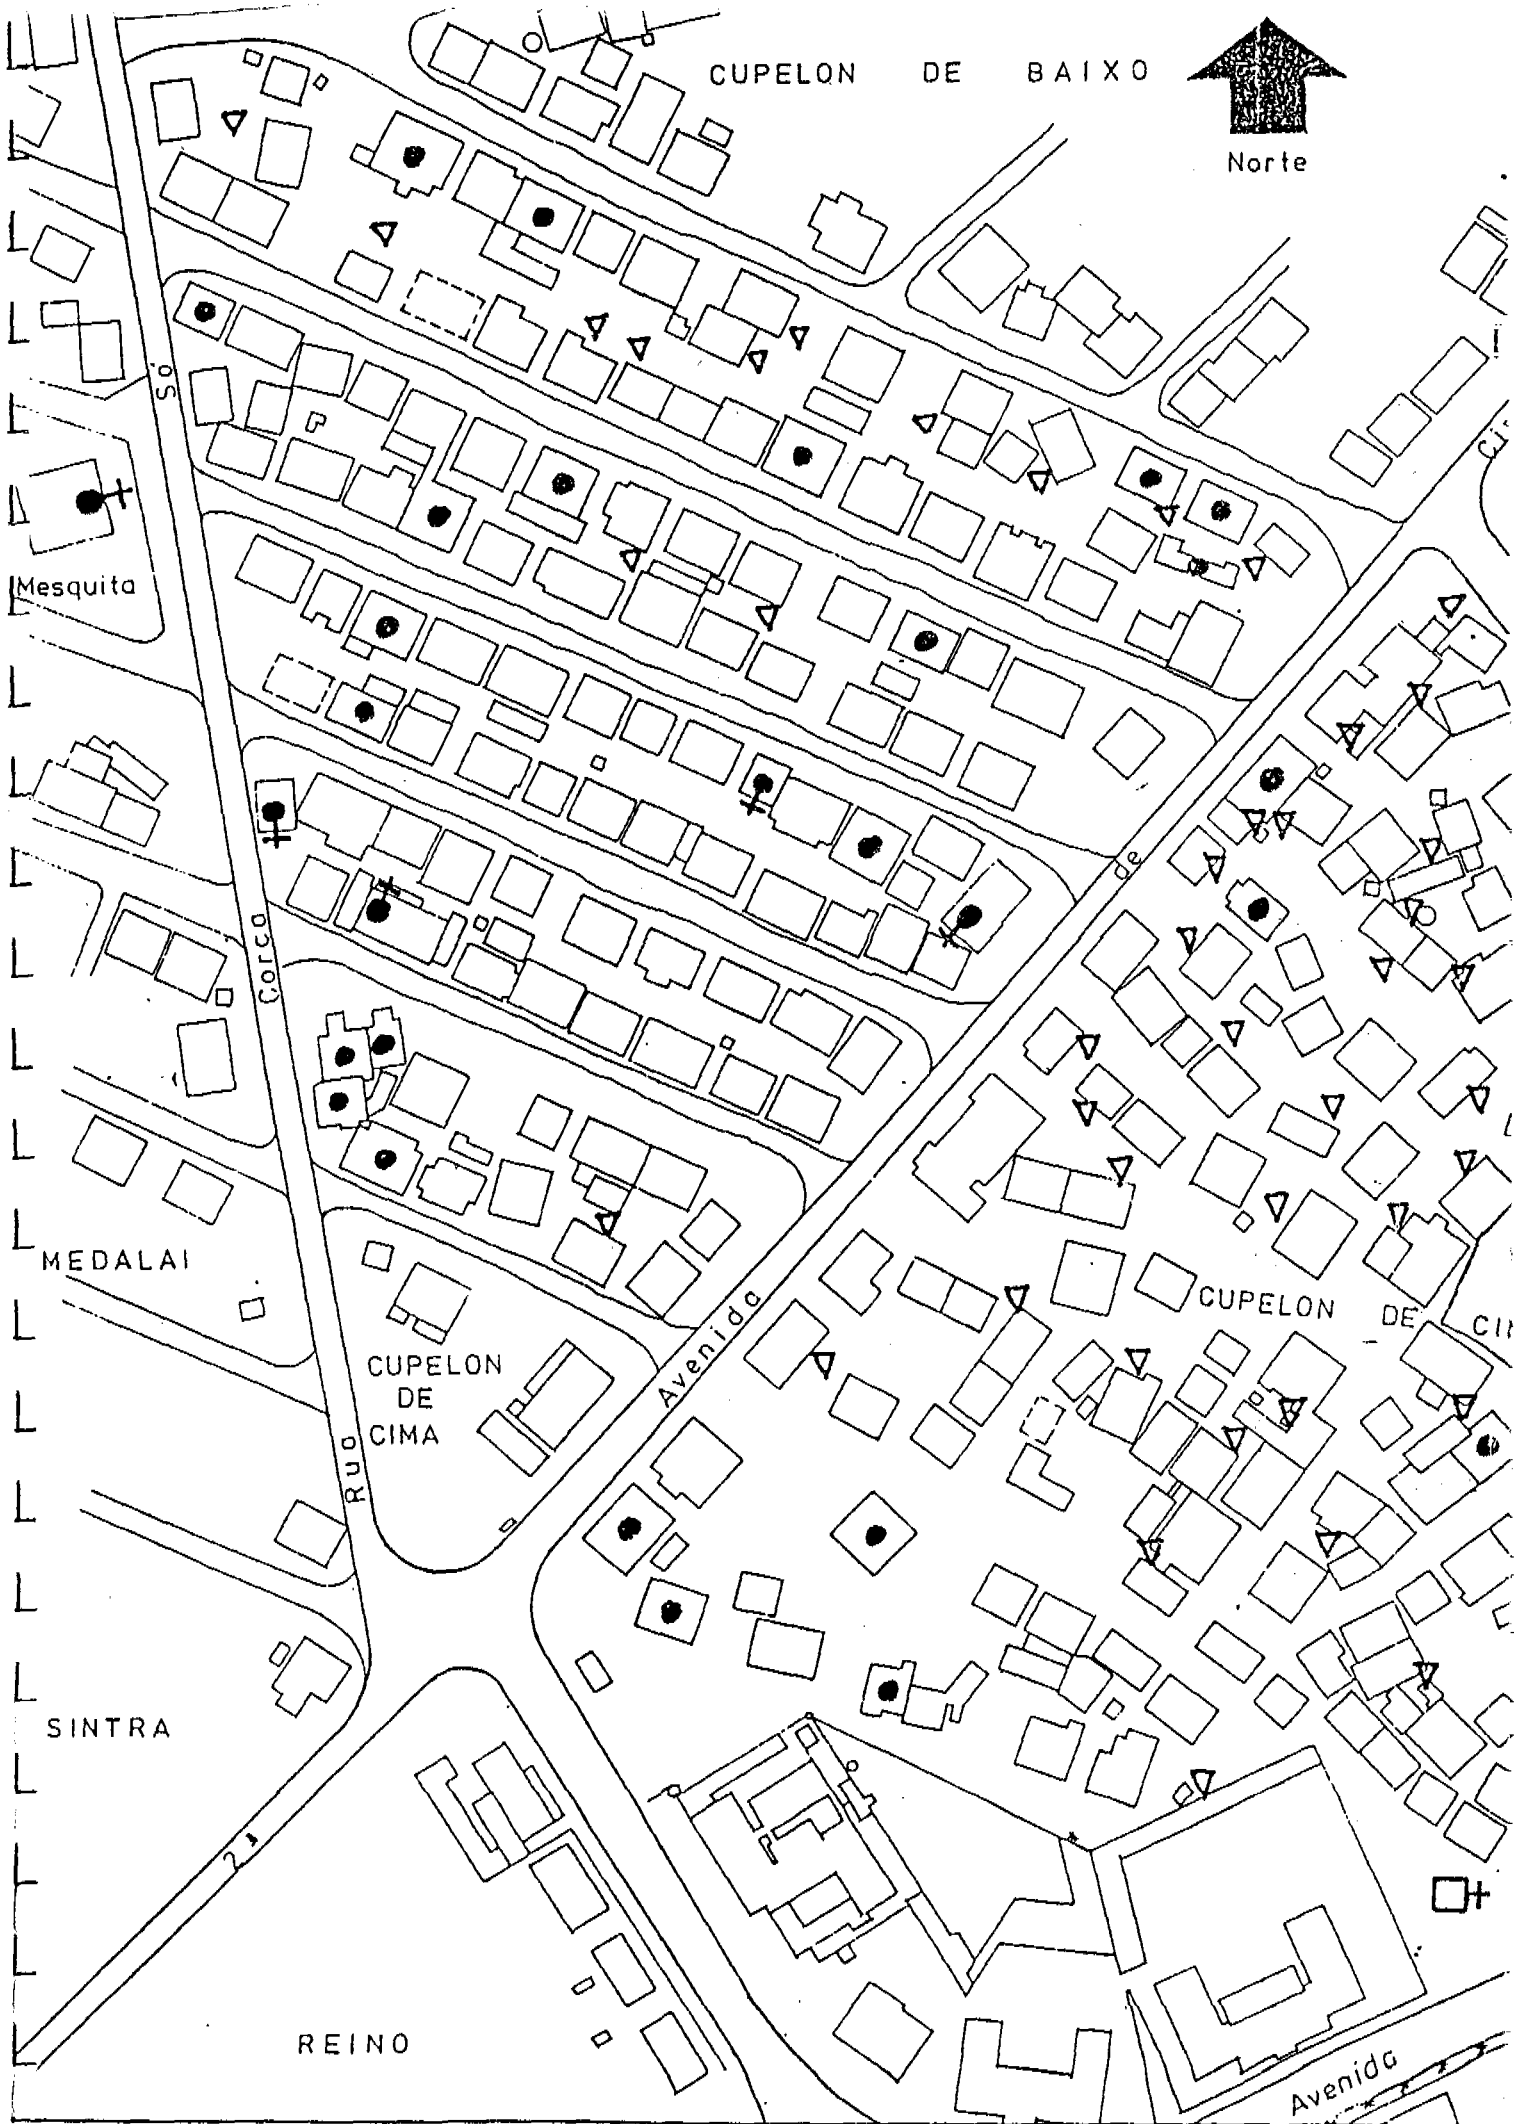 CUPELON DE BAIXO
Norte
Só
Mesquita
de
Corca
MEDALAI
CUPELON DE
Avenida
CUPELON
DE
CIMA
Rua
SINTRA
REINO
Avenida